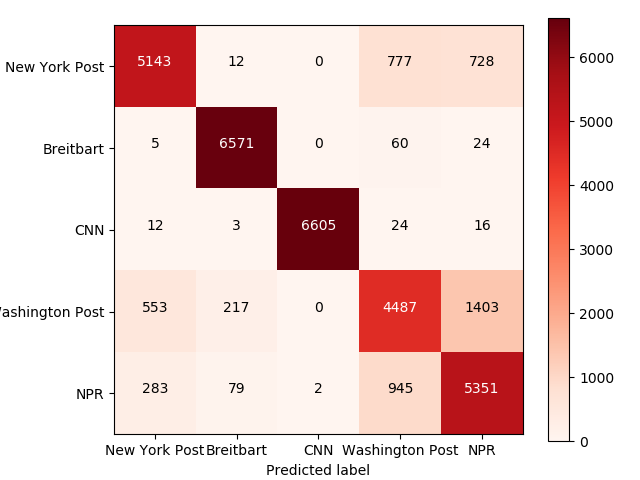 New York Post 5143 12 0 777 728
Breitbart 5 6571 0 60 24
CNN 12 3 6605 24 16
ashington Post 553 217 0 4487 1403
NPR 283 79 2 945 5351
New York Post Breitbart CNN Washington Post NPR
Predicted label
6000
5000
4000
3000
2000
1000
0